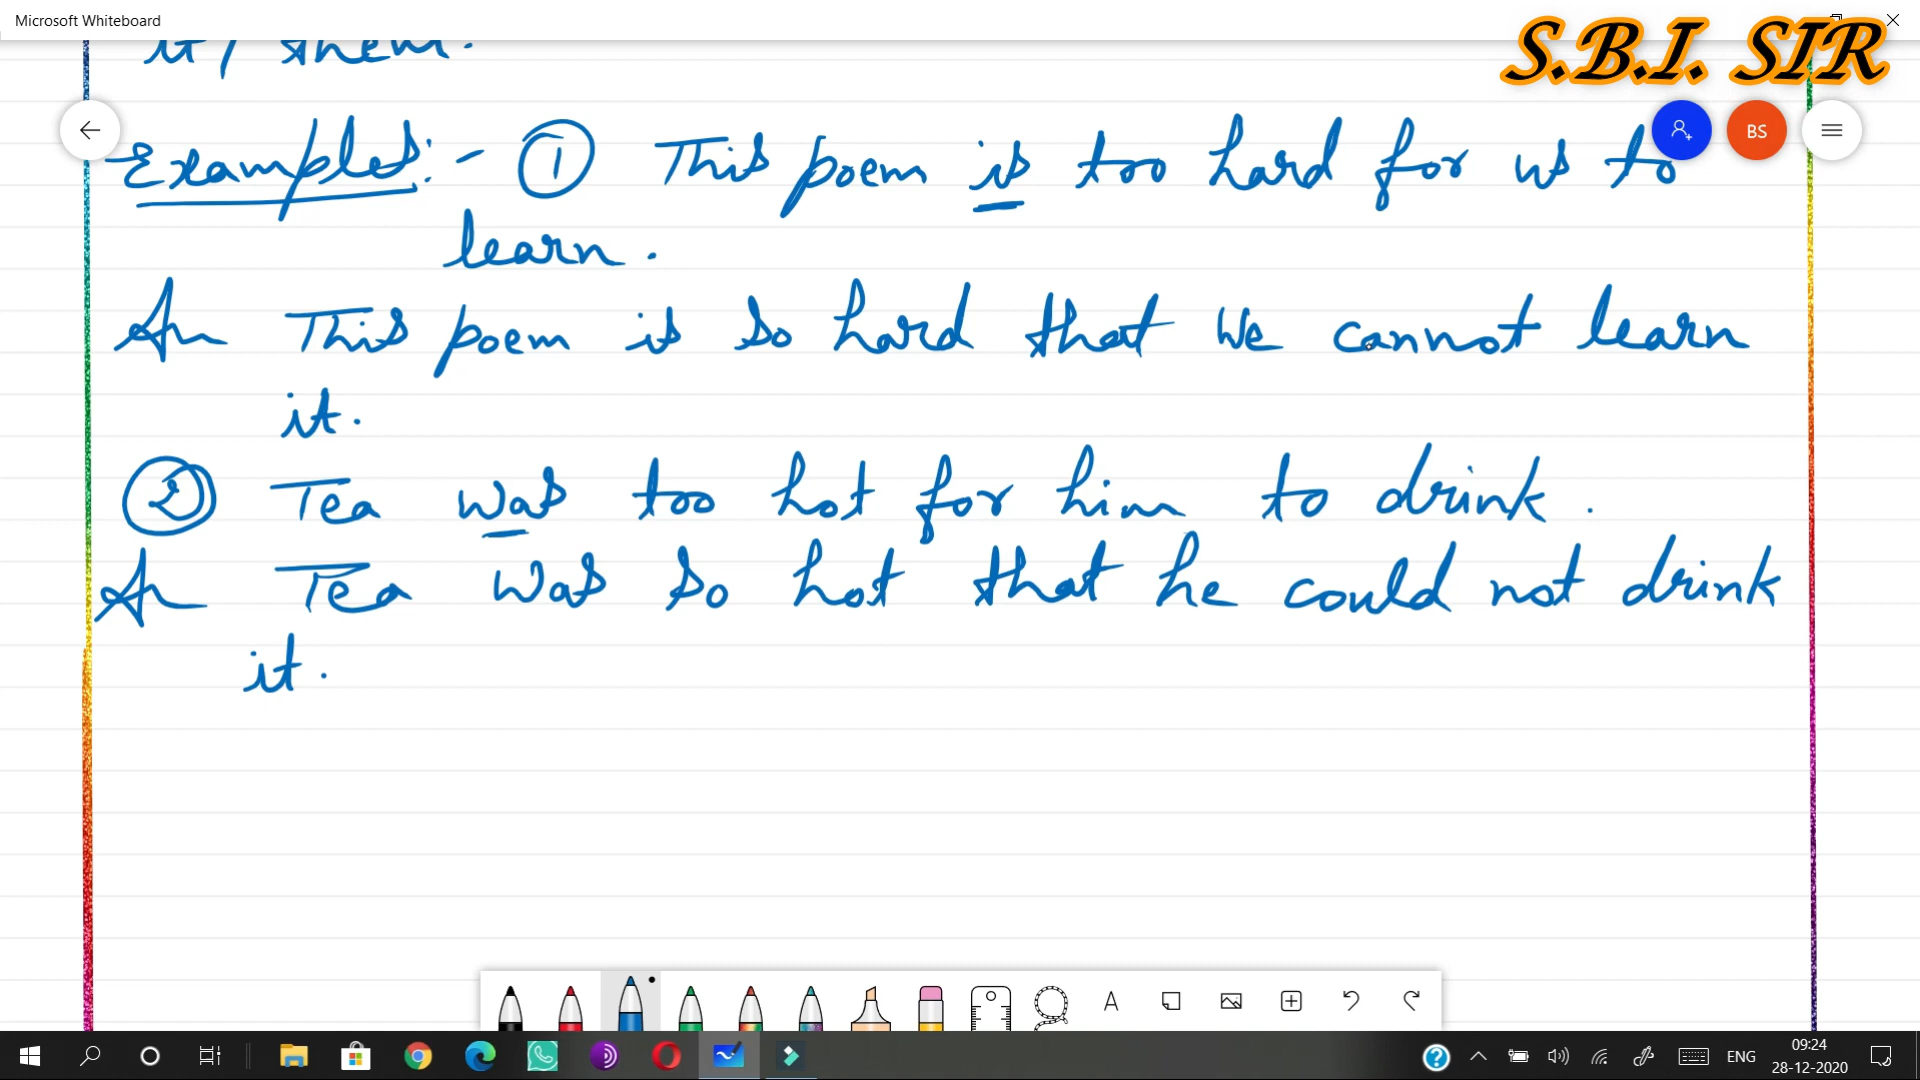 Microsoft Whiteboard
S.B.I. SIR
it, them.
BS
Examples:- ① This poem is too hard for us to
learn.
An This poem is so hard that we cannot learn
it.
② Tea was too hot for him to drink.
An Tea was so hot that he could not drink
it.
ENG
09:24
28-12-2020